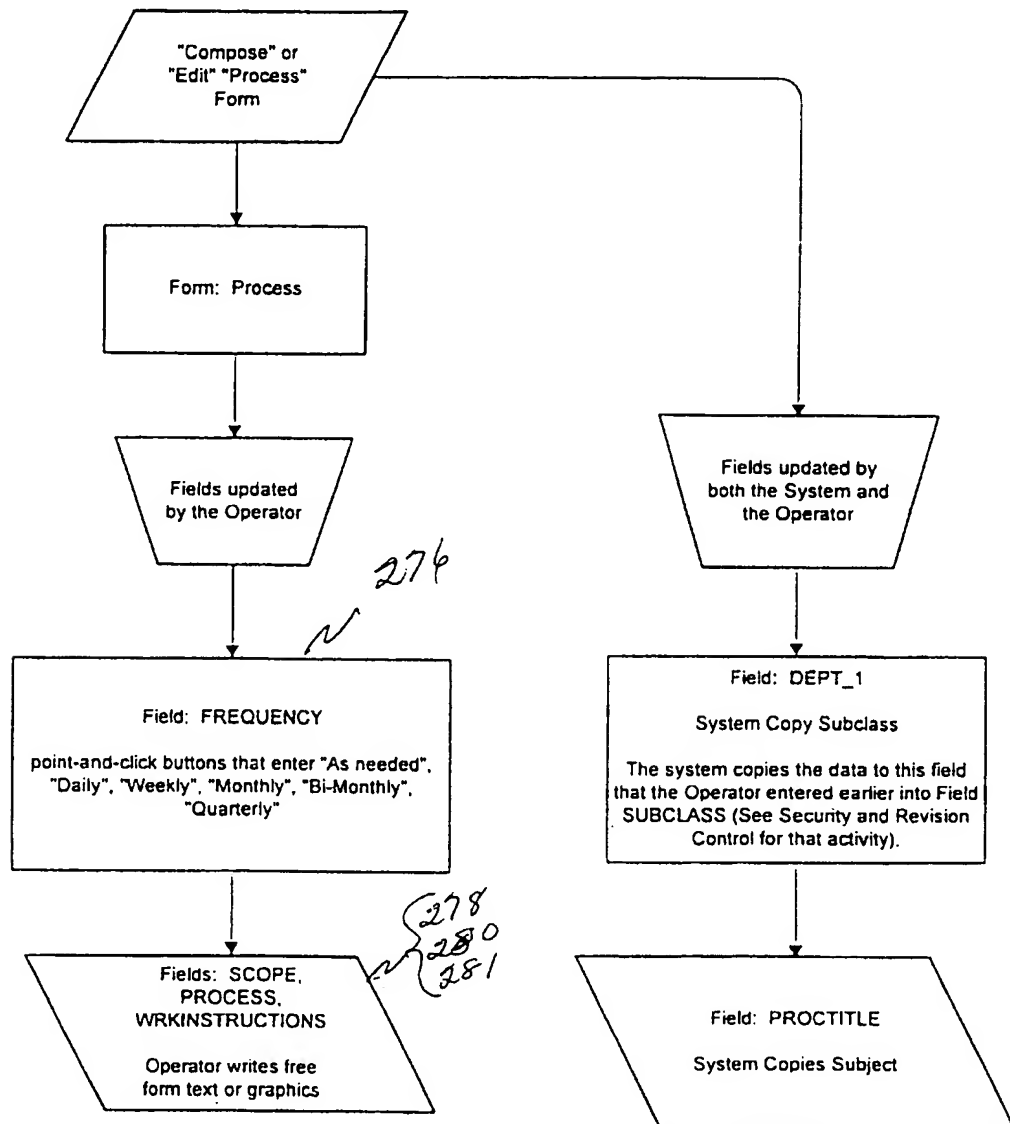 "Compose" or
"Edit" "Process"
Form
Form: Process
Fields updated
by the Operator
276
Field: FREQUENCY
point-and-click buttons that enter "As needed",
"Daily", "Weekly", "Monthly", "Bi-Monthly",
"Quarterly"
278
280
281
Fields: SCOPE,
PROCESS,
WRKINSTRUCTIONS
Operator writes free
form text or graphics
Fields updated by
both the System and
the Operator
Field: DEPT_1
System Copy Subclass
The system copies the data to this field
that the Operator entered earlier into Field
SUBCLASS (See Security and Revision
Control for that activity).
Field: PROCTITLE
System Copies Subject